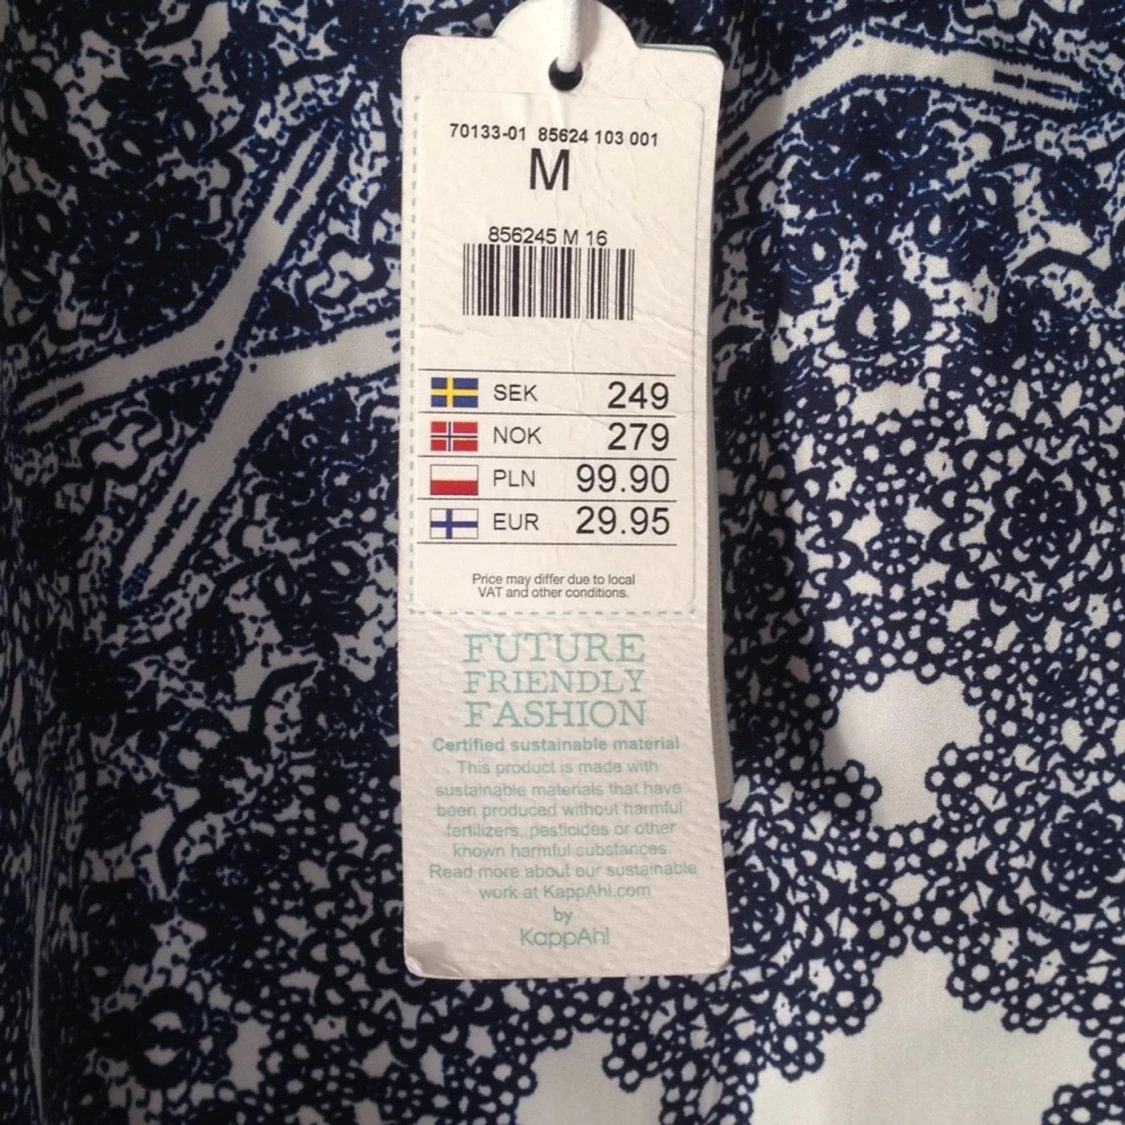 70133-01 85624 103 001
M
856245 M 16
SEK 249
NOK 279
PLN 99.90
EUR 29.95
Price may differ due to local
VAT and other conditions.
FUTURE
FRIENDLY
FASHION
Certified sustainable material
This product is made with
sustainable materials that have
been produced without harmful
fertilizers, pesticides or other
known harmful substances.
Read more about our sustainable
work at KappAhl.com
by
KappAhl